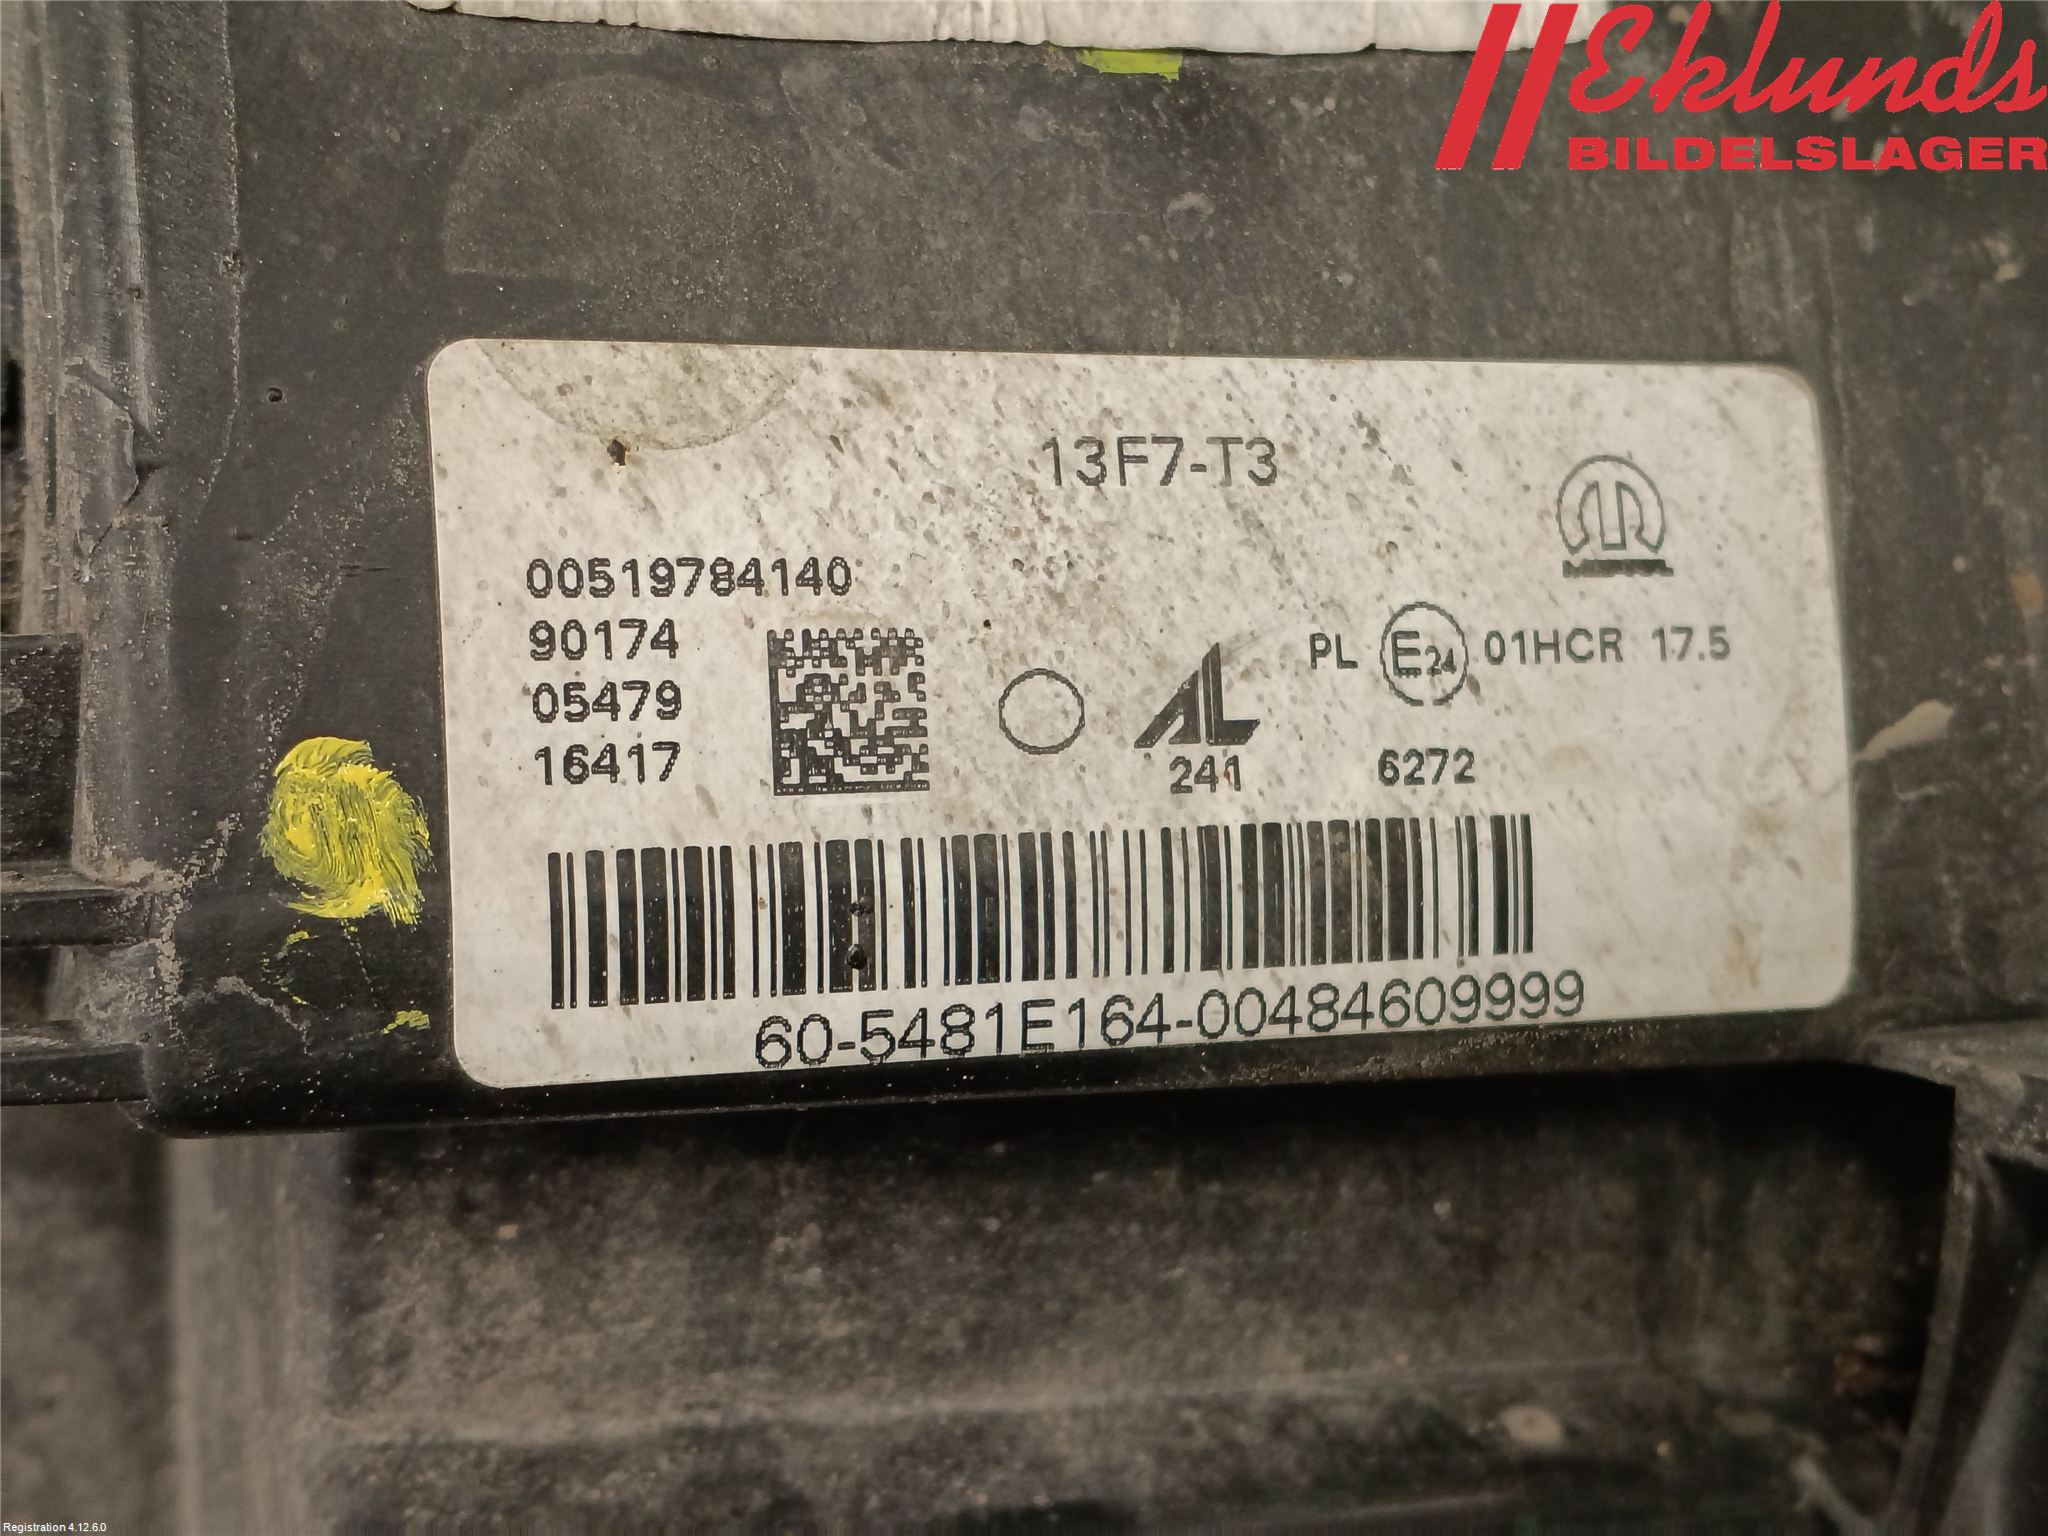 Eklunds
BILDELSLAGER
13F7-T3
00519784140
90174
05479
16417
AL
241
PL E24 01HCR 17.5
6272
60-5481E164-00484609999
Registration 4.12.6.0